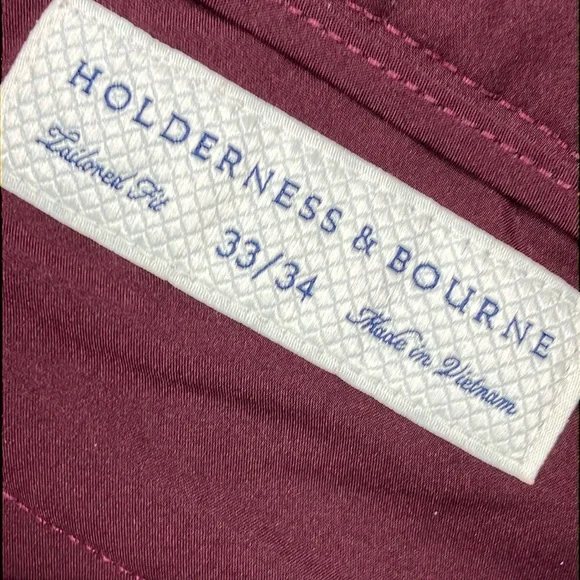 HOLDERNESS & BOURNE
Tailored Fit
33/34
Made in Vietnam